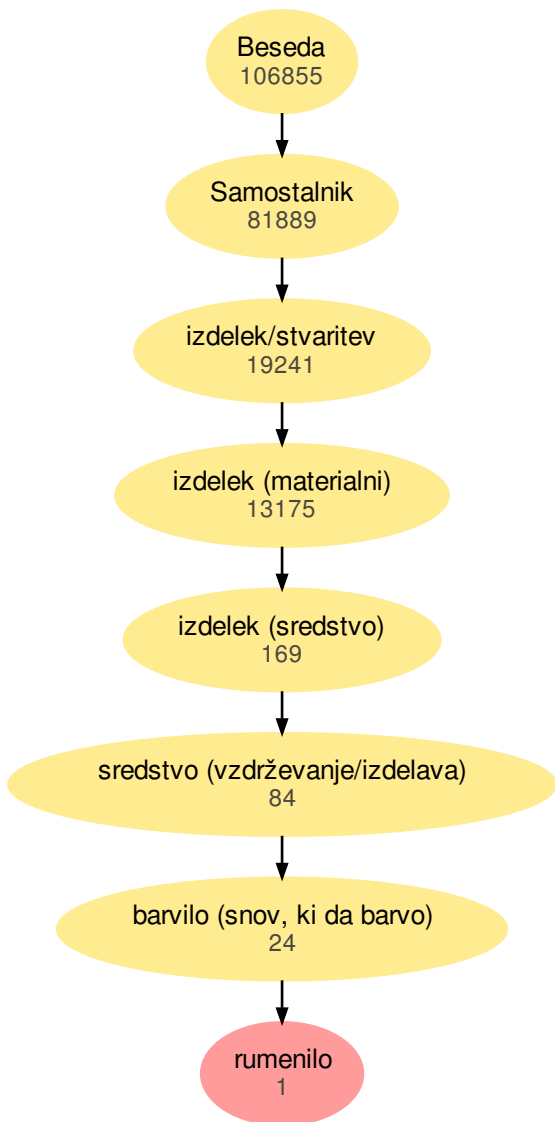 Beseda
106855
Samostalnik
81889
izdelek/stvaritev
19241
izdelek (materialni)
13175
izdelek (sredstvo)
169
sredstvo (vzdrževanje/izdelava)
84
barvilo (snov, ki da barvo)
24
rumenilo
1